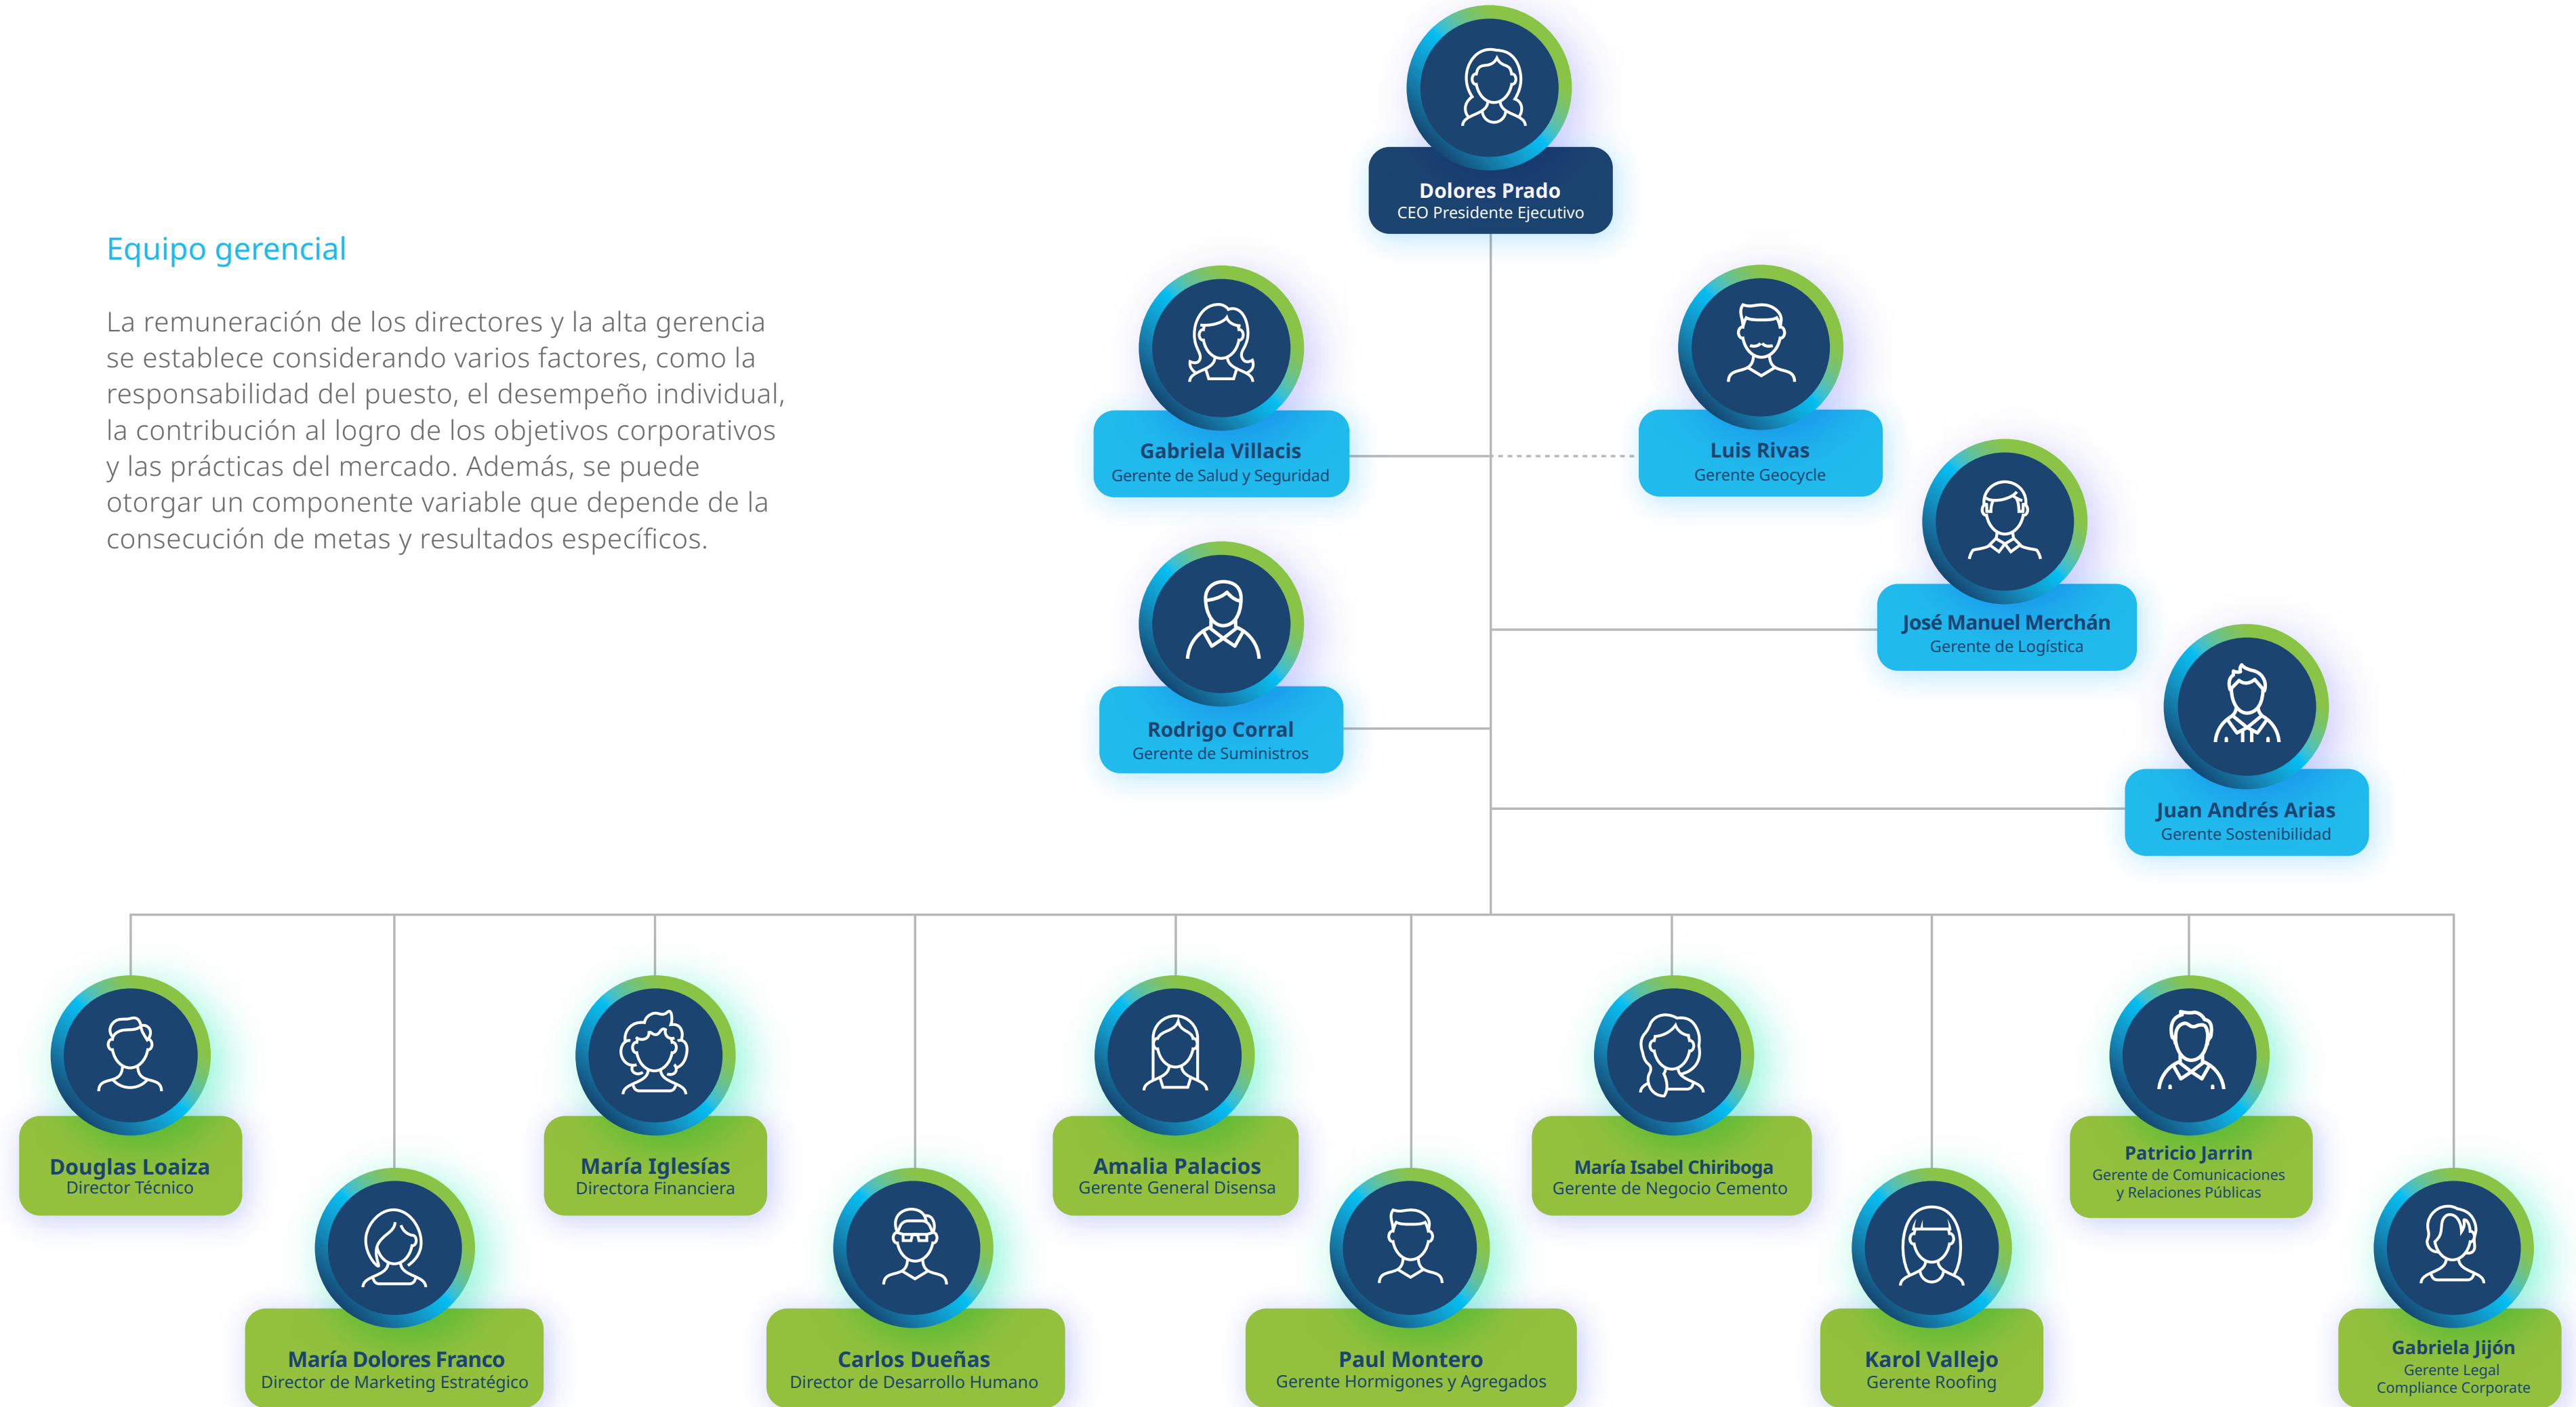 Dolores Prado
CEO Presidente Ejecutivo
Equipo gerencial
La remuneración de los directores y la alta gerencia
se establece considerando varios factores, como la
responsabilidad del puesto, el desempeño individual,
la contribución al logro de los objetivos corporativos
y las prácticas del mercado. Además, se puede
otorgar un componente variable que depende de la
consecución de metas y resultados específicos.
Gabriela Villacis
Gerente de Salud y Seguridad
Luis Rivas
Gerente Geocycle
José Manuel Merchán
Gerente de Logística
Rodrigo Corral
Gerente de Suministros
Juan Andrés Arias
Gerente Sostenibilidad
Douglas Loaiza
Director Técnico
María Iglesías
Directora Financiera
Amalia Palacios
Gerente General Disensa
María Isabel Chiriboga
Gerente de Negocio Cemento
Patricio Jarrin
Gerente de Comunicaciones
y Relaciones Públicas
María Dolores Franco
Director de Marketing Estratégico
Carlos Dueñas
Director de Desarrollo Humano
Paul Montero
Gerente Hormigones y Agregados
Karol Vallejo
Gerente Roofing
Gabriela Jijón
Gerente Legal
Compliance Corporate